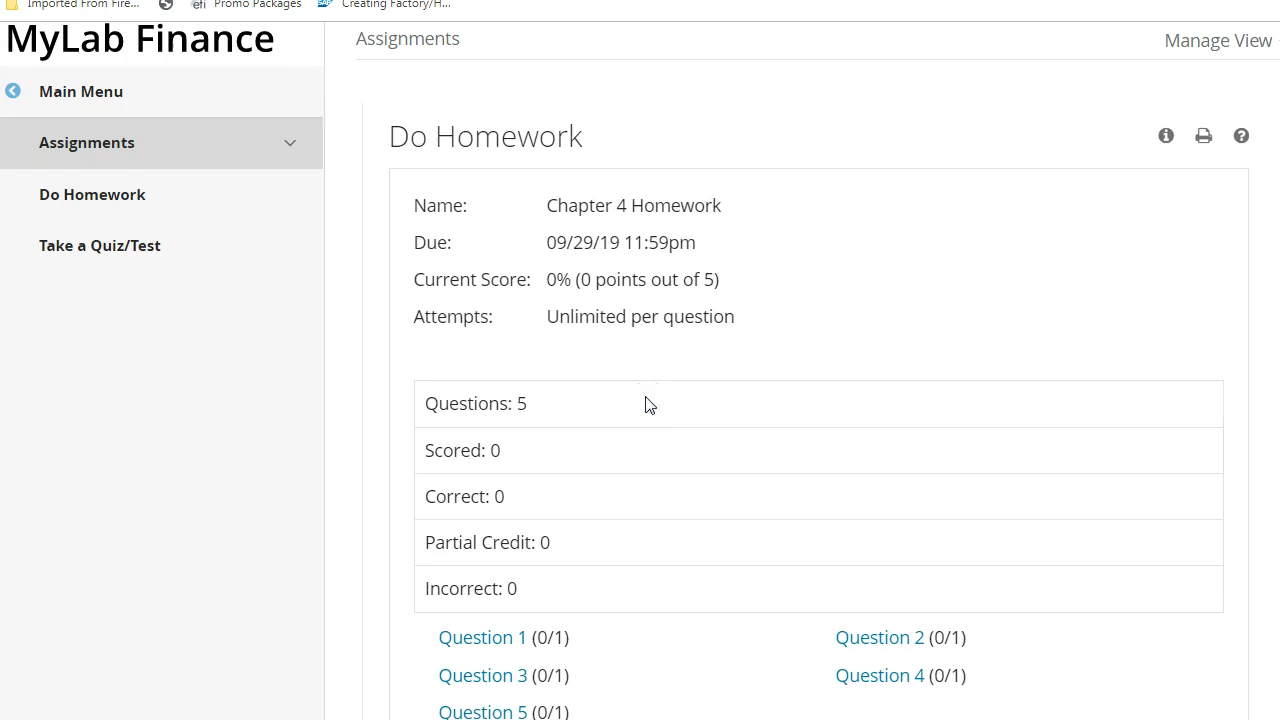 Imported From Fire... eti Promo Packages SAP Creating Factory/H...
MyLab Finance
Assignments
Manage View
Main Menu
Assignments
Do Homework
Take a Quiz/Test
Do Homework
Name: Chapter 4 Homework
Due: 09/29/19 11:59pm
Current Score: 0% (0 points out of 5)
Attempts: Unlimited per question
Questions: 5
Scored: 0
Correct: 0
Partial Credit: 0
Incorrect: 0
Question 1 (0/1) Question 2 (0/1)
Question 3 (0/1) Question 4 (0/1)
Question 5 (0/1)